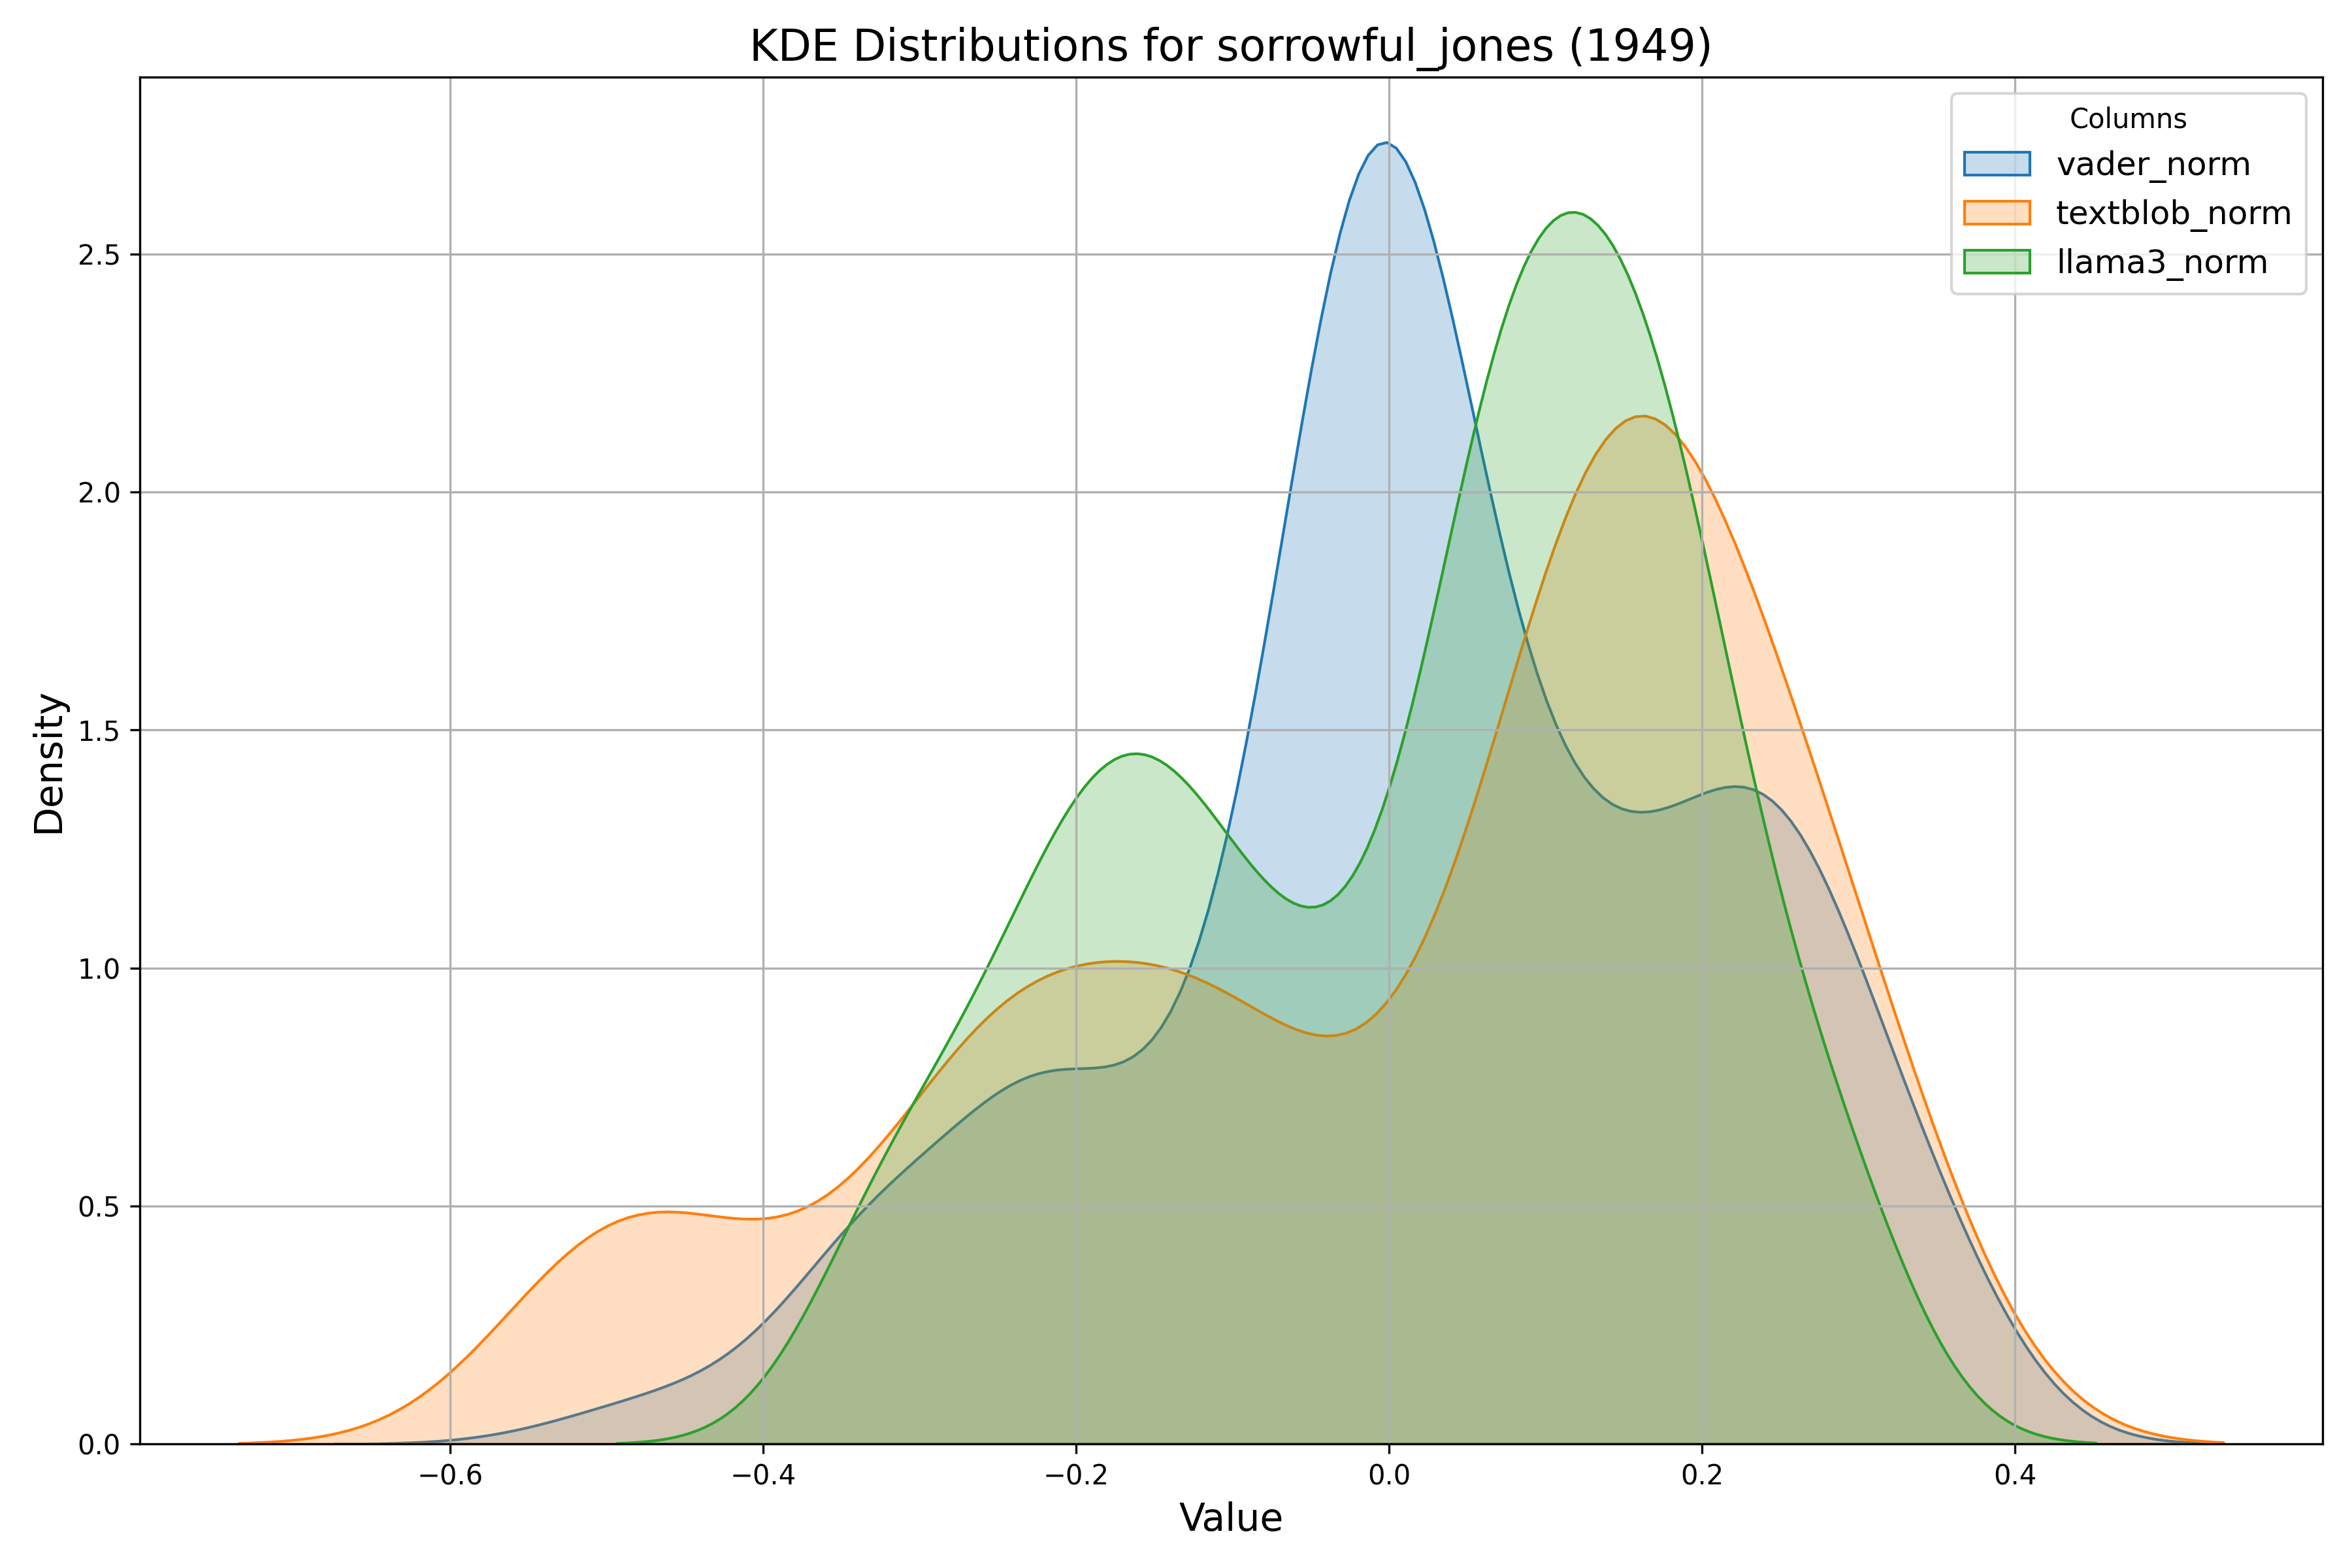 KDE Distributions for sorrowful_jones (1949)
Columns
vader_norm
textblob_norm
llama3_norm
Density
2.5
2.0
1.5
1.0
0.5
0.0
−0.6 −0.4 −0.2 0.0 0.2 0.4
Value